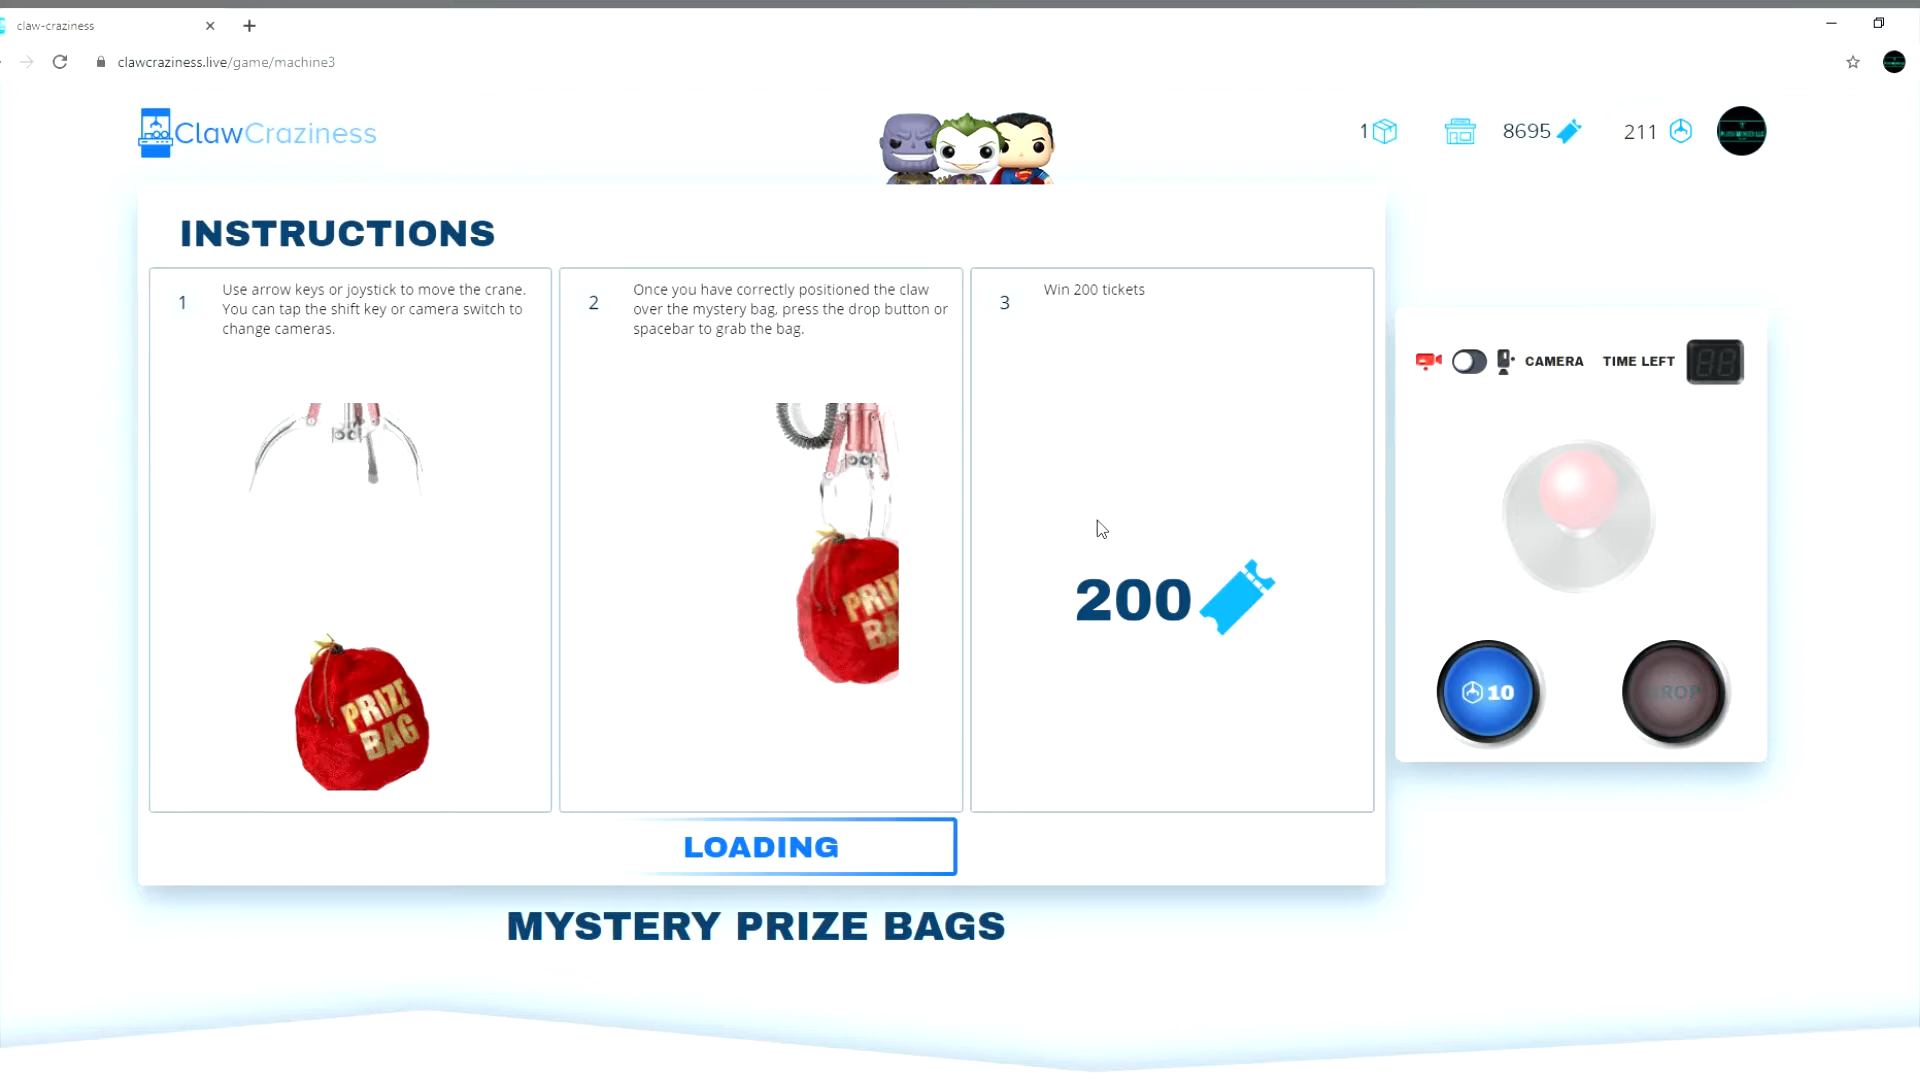 claw-craziness
clawcraziness.live/game/machine3
ClawCraziness
1
8695
211
INSTRUCTIONS
1
Use arrow keys or joystick to move the crane.
You can tap the shift key or camera switch to
change cameras.
2
Once you have correctly positioned the claw
over the mystery bag, press the drop button or
spacebar to grab the bag.
3
Win 200 tickets
CAMERA
TIME LEFT
PRIZE
BAG
200
10
DROP
LOADING
MYSTERY PRIZE BAGS